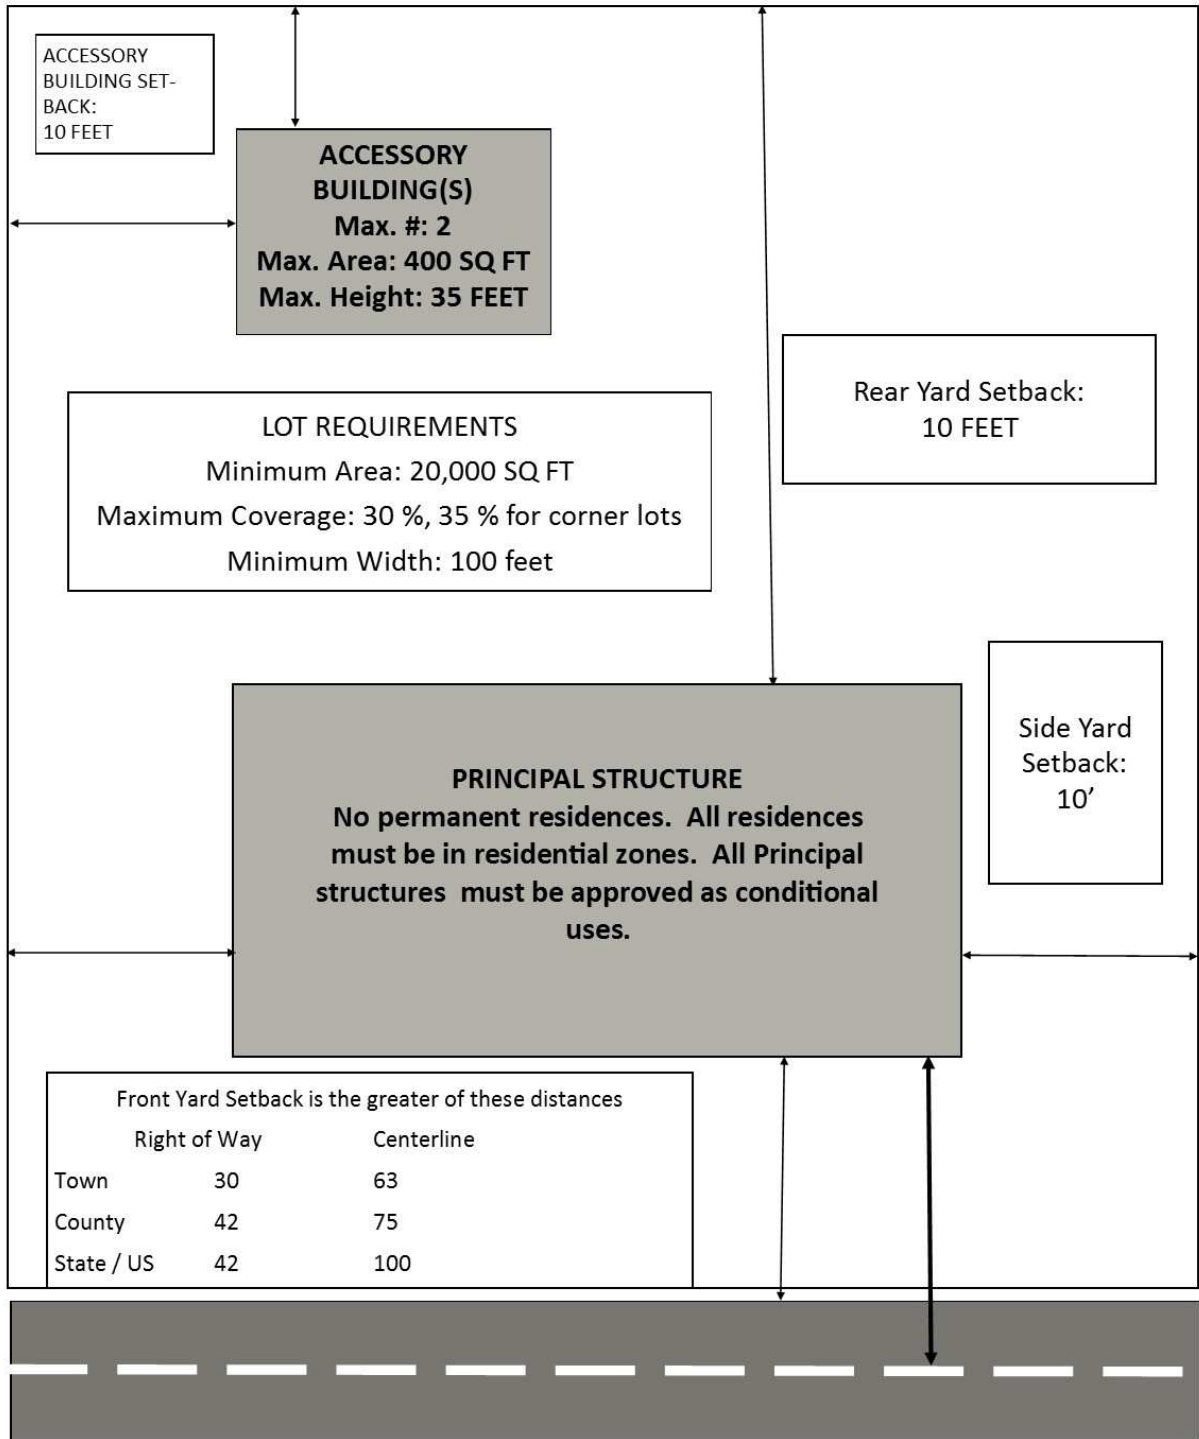 ACCESSORY
BUILDING SET-
BACK:
10 FEET
ACCESSORY
BUILDING(S)
Max. #: 2
Max. Area: 400 SQ FT
Max. Height: 35 FEET
Rear Yard Setback:
10 FEET
LOT REQUIREMENTS
Minimum Area: 20,000 SQ FT
Maximum Coverage: 30 %, 35 % for corner lots
Minimum Width: 100 feet
Side Yard
Setback:
10’
PRINCIPAL STRUCTURE
No permanent residences.  All residences
must be in residential zones.  All Principal
structures  must be approved as conditional
uses.
Front Yard Setback is the greater of these distances
Right of Way Centerline
Town 30 63
County 42 75
State / US 42 100